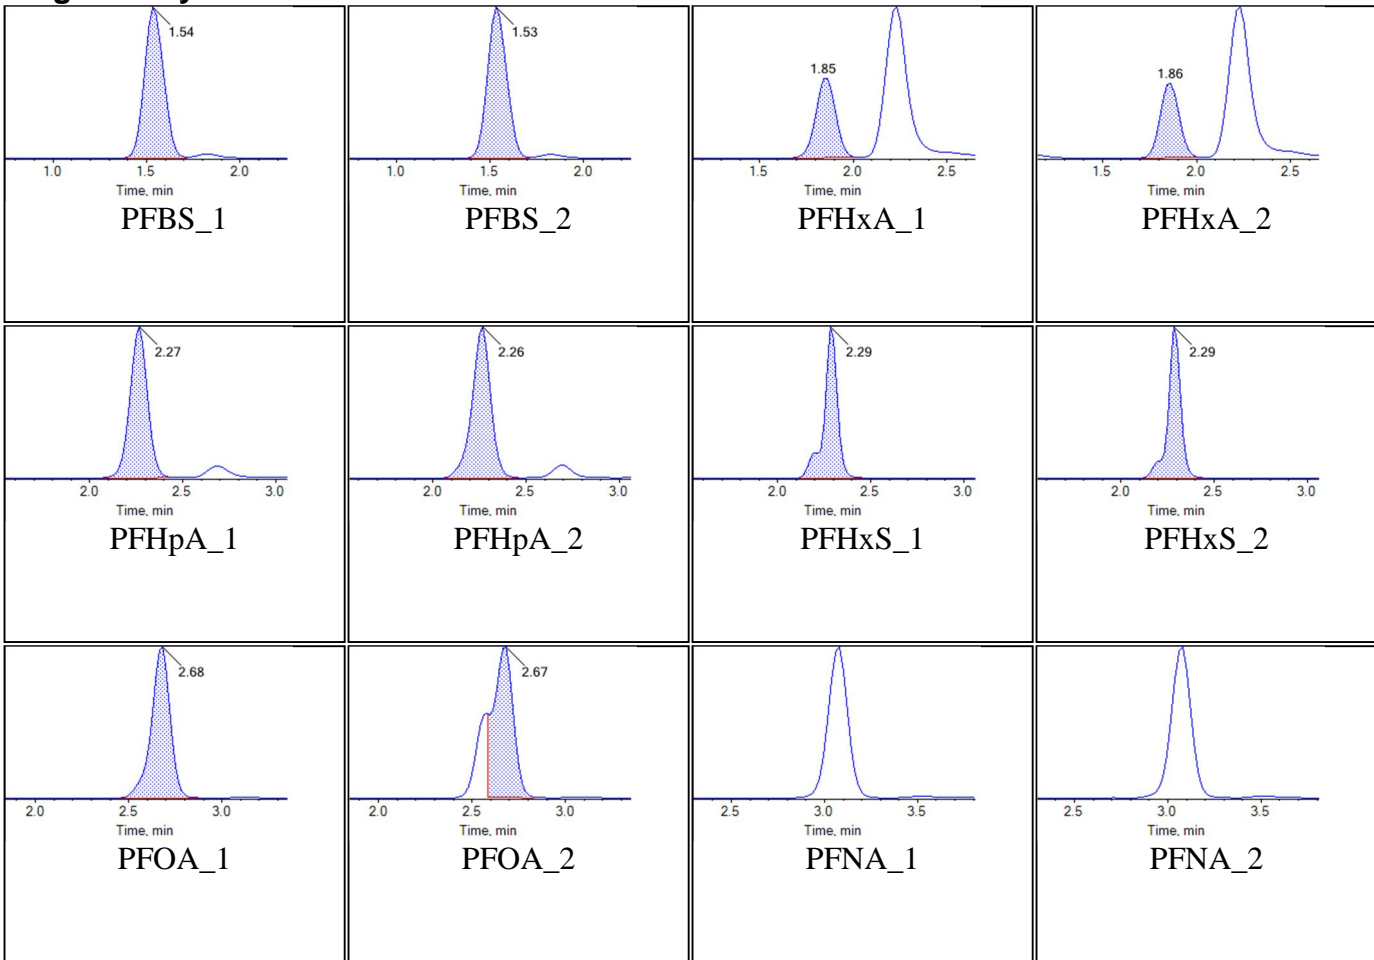 1.54
1.0 1.5 2.0
Time, min
PFBS_1
1.53
1.0 1.5 2.0
Time, min
PFBS_2
1.85
1.5 2.0 2.5
Time, min
PFHxA_1
1.86
1.5 2.0 2.5
Time, min
PFHxA_2
2.27
2.0 2.5 3.0
Time, min
PFHpA_1
2.26
2.0 2.5 3.0
Time, min
PFHpA_2
2.29
2.0 2.5 3.0
Time, min
PFHxS_1
2.29
2.0 2.5 3.0
Time, min
PFHxS_2
2.68
2.0 2.5 3.0
Time, min
PFOA_1
2.67
2.0 2.5 3.0
Time, min
PFOA_2
2.5 3.0 3.5
Time, min
PFNA_1
2.5 3.0 3.5
Time, min
PFNA_2